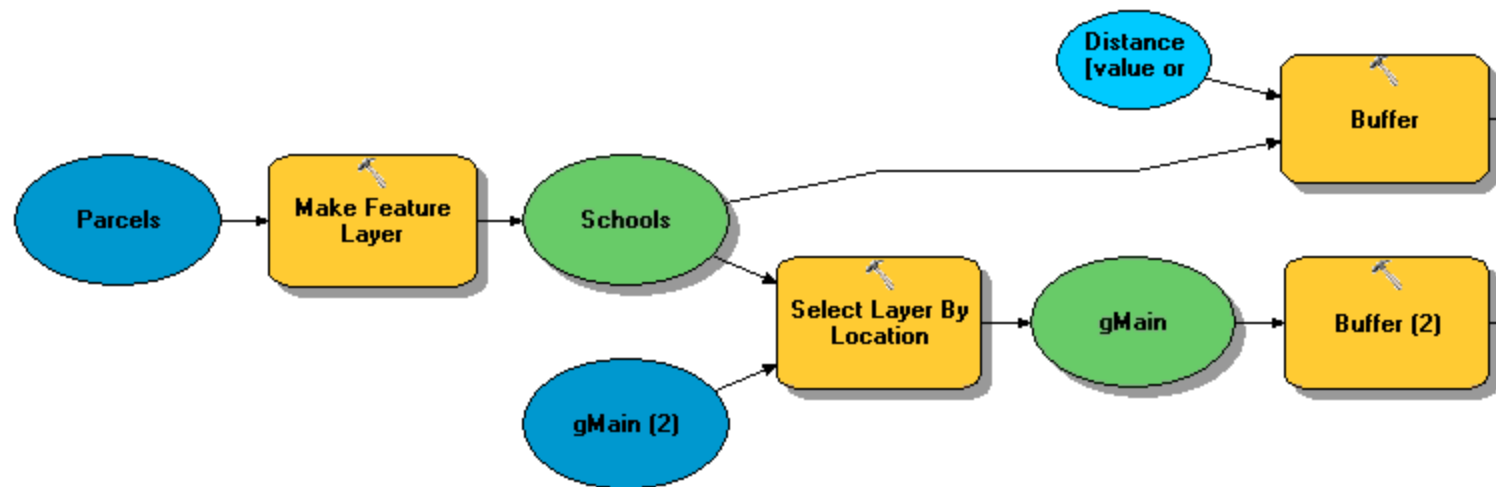 Distance
[value or
Buffer
Parcels
Make Feature
Layer
Schools
Select Layer By
Location
gMain
Buffer (2)
gMain (2)